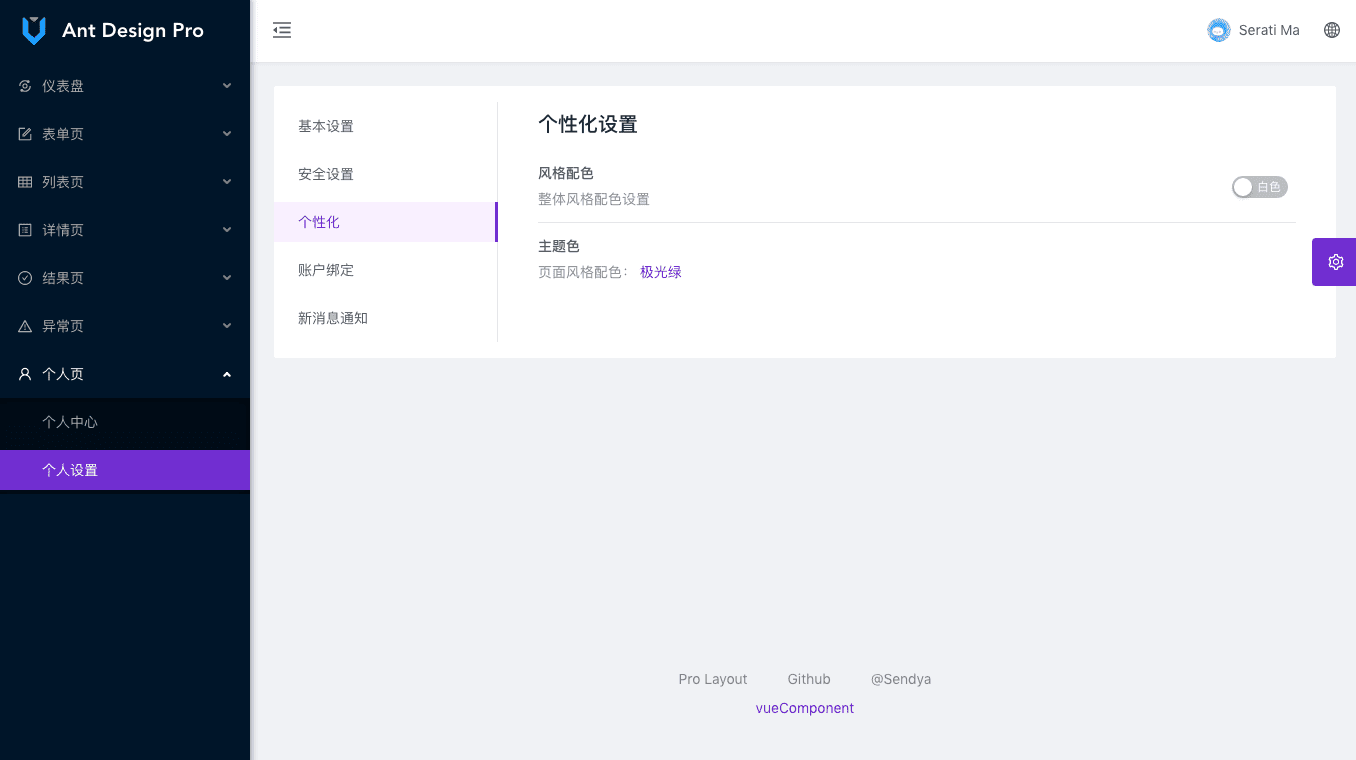 Ant Design Pro
Serati Ma
仪表盘
表单页
列表页
详情页
结果页
异常页
个人页
个人中心
个人设置
基本设置
安全设置
个性化
账户绑定
新消息通知
个性化设置
风格配色
整体风格配色设置
白色
主题色
页面风格配色： 极光绿
Pro Layout Github @Sendya
vueComponent